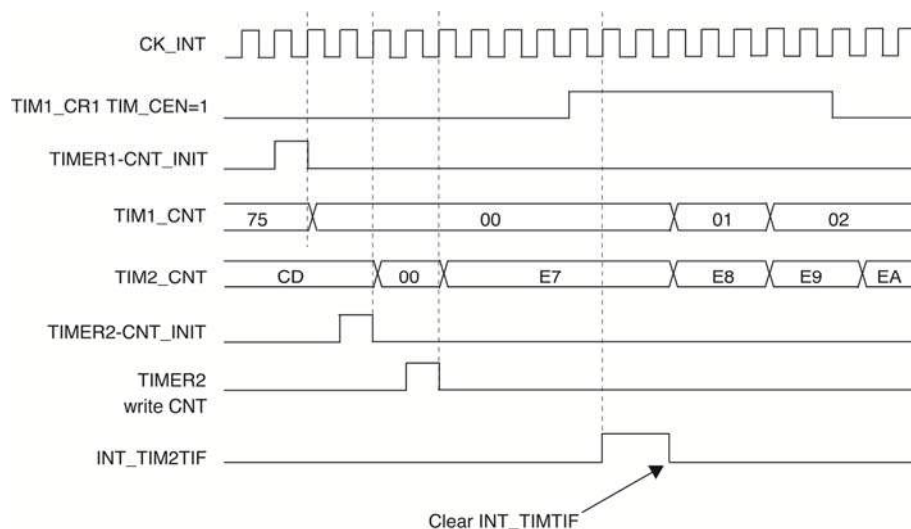 CK_INT
TIM1_CR1 TIM_CEN=1
TIMER1-CNT_INIT
TIM1_CNT
75 00 01 02
TIM2_CNT
CD 00 E7 E8 E9 EA
TIMER2-CNT_INIT
TIMER2
write CNT
INT_TIM2TIF
Clear INT_TIMTIF